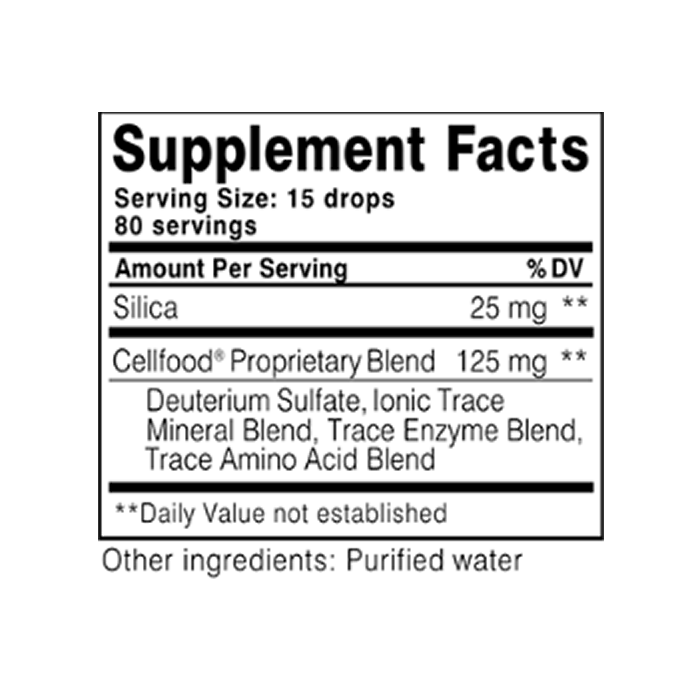 Supplement Facts
Serving Size: 15 drops
80 servings
Amount Per Serving % DV
Silica 25 mg **
Cellfood® Proprietary Blend 125 mg **
Deuterium Sulfate, Ionic Trace
Mineral Blend, Trace Enzyme Blend,
Trace Amino Acid Blend
**Daily Value not established
Other ingredients: Purified water